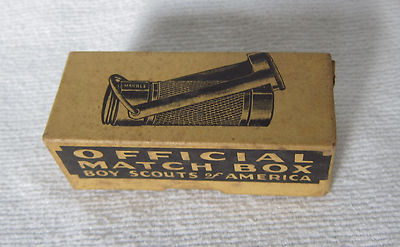 MARBLE
OFFICIAL
MATCH BOX
BOY SCOUTS of AMERICA